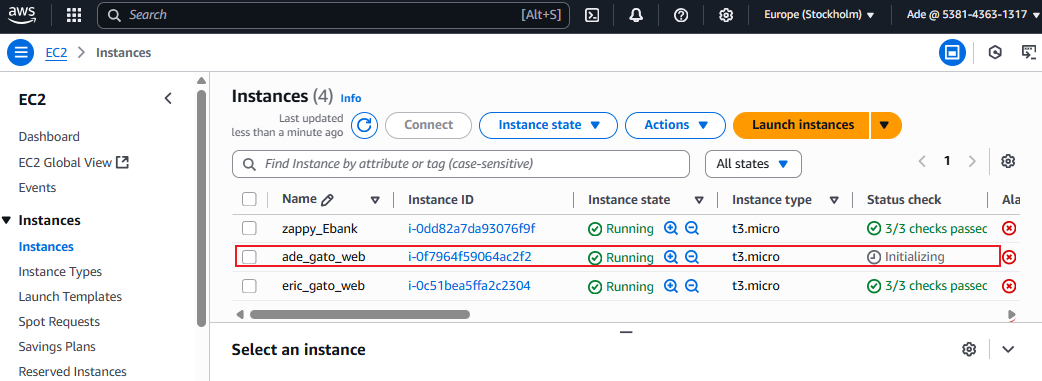 aws Search [Alt+S] Europe (Stockholm) Ade @ 5381-4363-1317
EC2 Instances
EC2
Dashboard
EC2 Global View
Events
Instances
Instances
Instance Types
Launch Templates
Spot Requests
Savings Plans
Reserved Instances
Instances (4) Info
Last updated
less than a minute ago
Connect Instance state Actions Launch instances
Find Instance by attribute or tag (case-sensitive) All states 1
Name Instance ID Instance state Instance type Status check Ala
zappy_Ebank i-0dd82a7da93076f9f Running t3.micro 3/3 checks passec
ade_gato_web i-0f7964f59064ac2f2 Running t3.micro Initializing
eric_gato_web i-0c51bea5ffa2c2304 Running t3.micro 3/3 checks passec
Select an instance